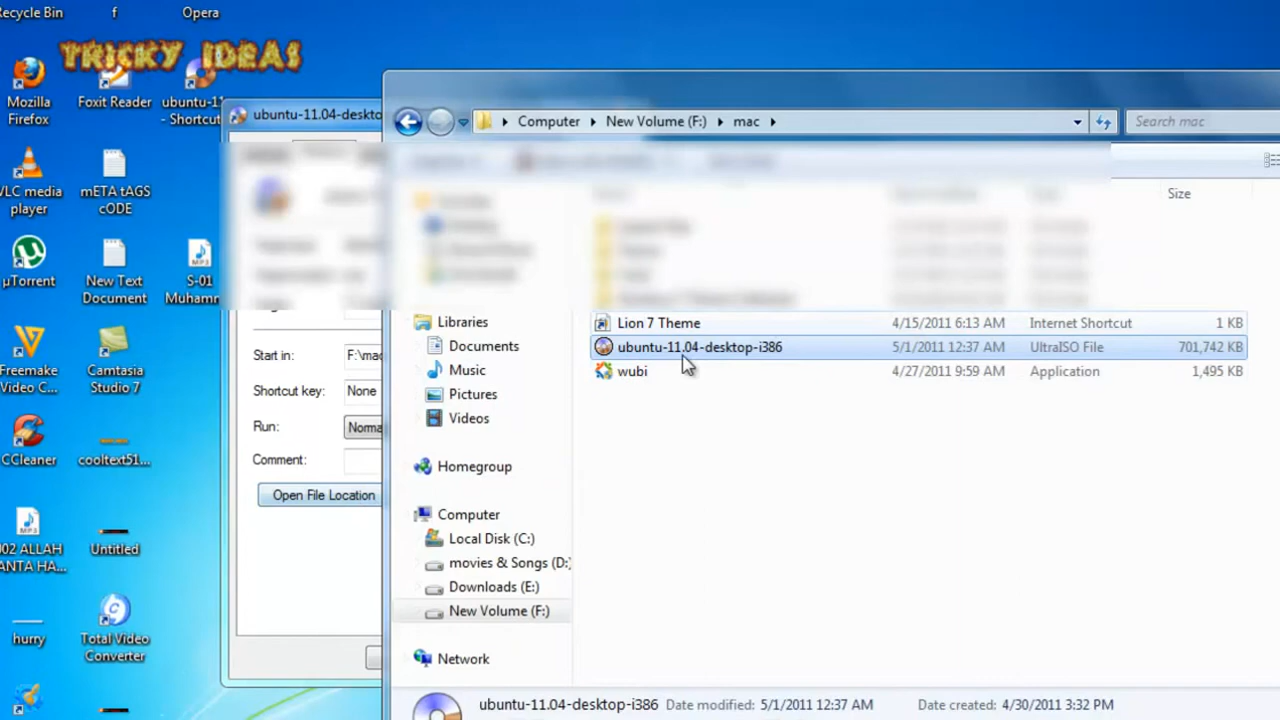 Recycle Bin
f
Opera
TRICKY IDEAS
Mozilla
Firefox
Foxit Reader
ubuntu-11
- Shortcut
VLC media
player
mETA tAGS
cODE
µTorrent
New Text
Document
S-01
Muhamm
Freemake
Video C...
Camtasia
Studio 7
CCleaner
cooltext51...
002 ALLAH
ANTA HA...
Untitled
hurry
Total Video
Converter
ubuntu-11.04-deskto
Start in: F:\mac
Shortcut key: None
Run: Norma
Comment:
Open File Location
Computer New Volume (F:) mac
Search mac
Size
Lion 7 Theme 4/15/2011 6:13 AM Internet Shortcut 1 KB
ubuntu-11.04-desktop-i386 5/1/2011 12:37 AM UltraISO File 701,742 KB
wubi 4/27/2011 9:59 AM Application 1,495 KB
Libraries
Documents
Music
Pictures
Videos
Homegroup
Computer
Local Disk (C:)
movies & Songs (D:)
Downloads (E:)
New Volume (F:)
Network
ubuntu-11.04-desktop-i386 Date modified: 5/1/2011 12:37 AM Date created: 4/30/2011 3:32 PM